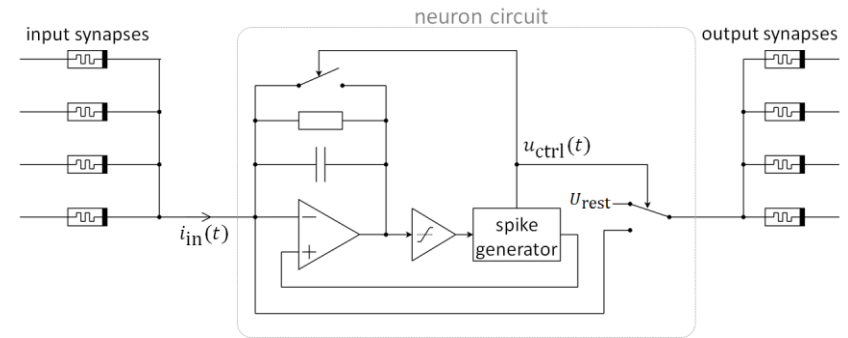 neuron circuit
input synapses
output synapses
u_ctrl(t)
U_rest
i_in(t)
−
+
spike
generator